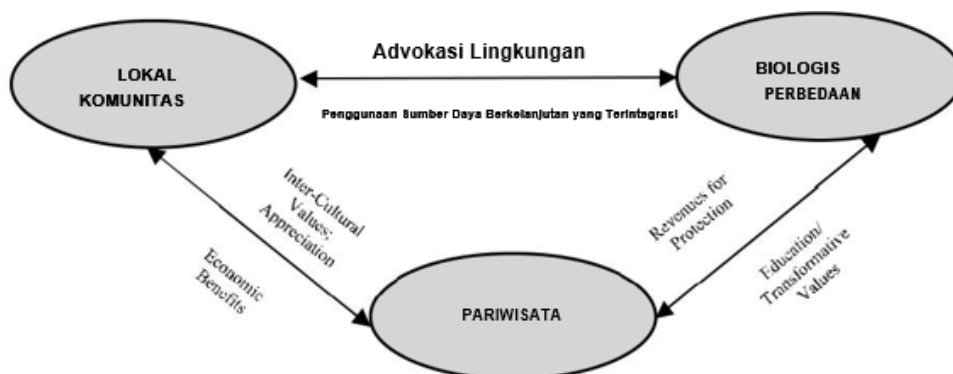 Advokasi Lingkungan
LOKAL
KOMUNITAS
BIOLOGIS
PERBEDAAN
Penggunaan Sumber Daya Berkelanjutan yang Terintegrasi
Inter-Cultural
Values;
Appreciation
Economic
Benefits
Revenues for
Protection
Education/
Transformative
Values
PARIWISATA